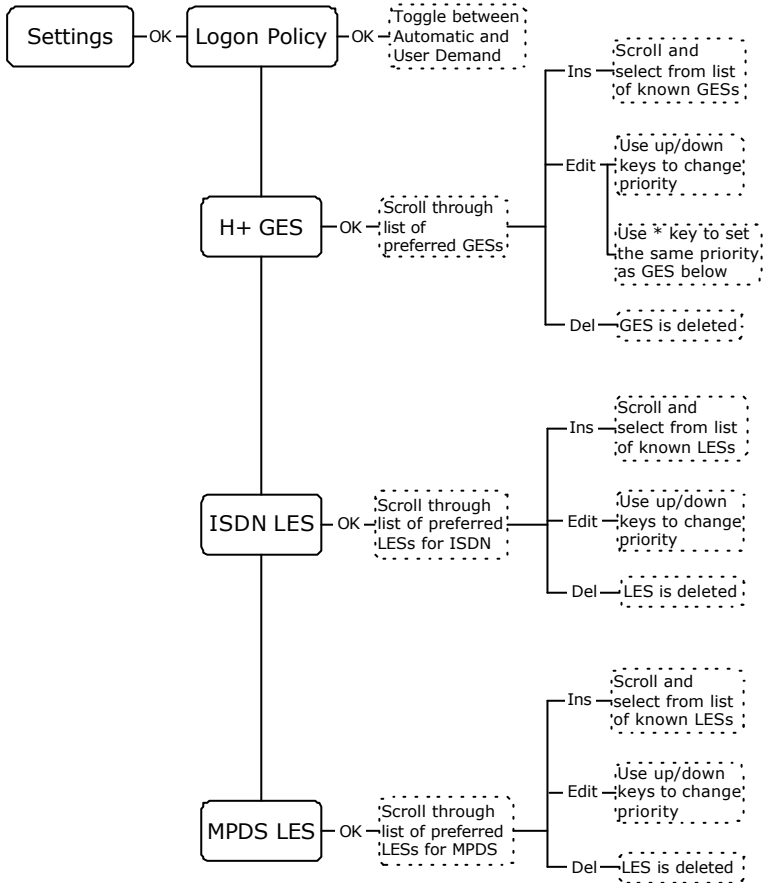 Settings
OK
Logon Policy
OK
Toggle between
Automatic and
User Demand
H+ GES
OK
Scroll through
list of
preferred GESs
Ins
Scroll and
select from list
of known GESs
Edit
Use up/down
keys to change
priority
Use * key to set
the same priority
as GES below
Del
GES is deleted
ISDN LES
OK
Scroll through
list of preferred
LESs for ISDN
Ins
Scroll and
select from list
of known LESs
Edit
Use up/down
keys to change
priority
Del
LES is deleted
MPDS LES
OK
Scroll through
list of preferred
LESs for MPDS
Ins
Scroll and
select from list
of known LESs
Edit
Use up/down
keys to change
priority
Del
LES is deleted